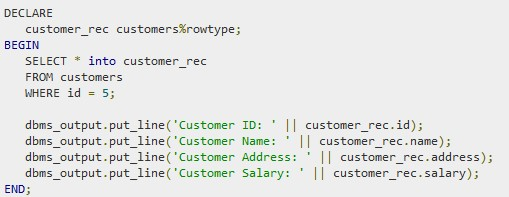 DECLARE
   customer_rec customers%rowtype;
BEGIN
   SELECT * into customer_rec
   FROM customers
   WHERE id = 5;

   dbms_output.put_line('Customer ID: ' || customer_rec.id);
   dbms_output.put_line('Customer Name: ' || customer_rec.name);
   dbms_output.put_line('Customer Address: ' || customer_rec.address);
   dbms_output.put_line('Customer Salary: ' || customer_rec.salary);
END;